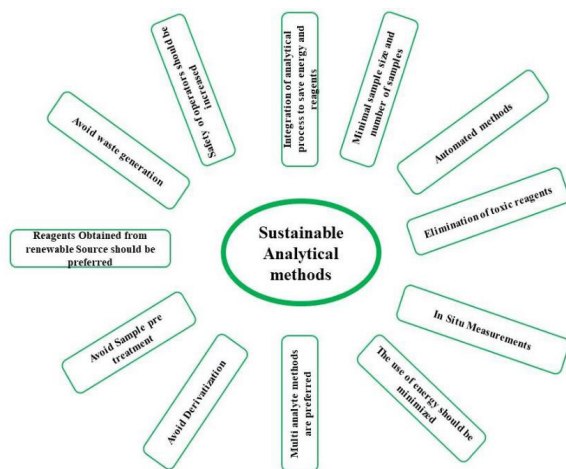 Sustainable
Analytical
methods
Integration of analytical
process to save energy and
reagents
Minimal sample size and
number of samples
Automated methods
Elimination of toxic reagents
In Situ Measurements
The use of energy should be
minimized
Multi analyte methods
are preferred
Avoid Derivatization
Avoid Sample pre
treatment
Reagents Obtained from
renewable Source should be
preferred
Avoid waste generation
Safety of operators should be
increased